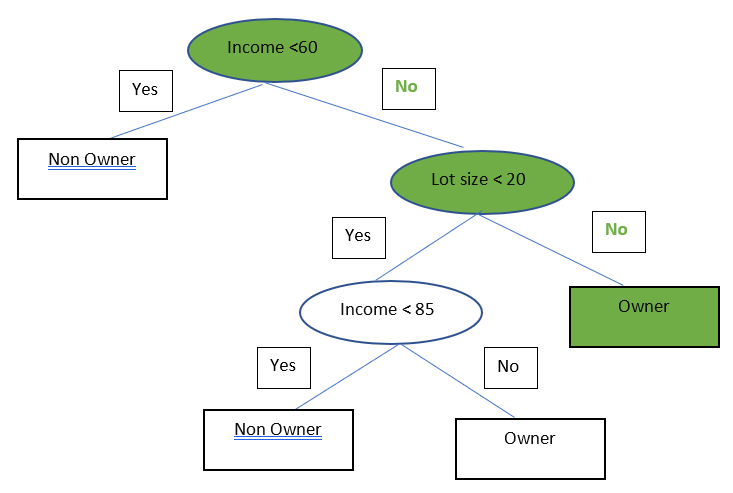 Income <60
Yes
No
Non Owner
Lot size < 20
Yes
No
Income < 85
Owner
Yes
No
Non Owner
Owner